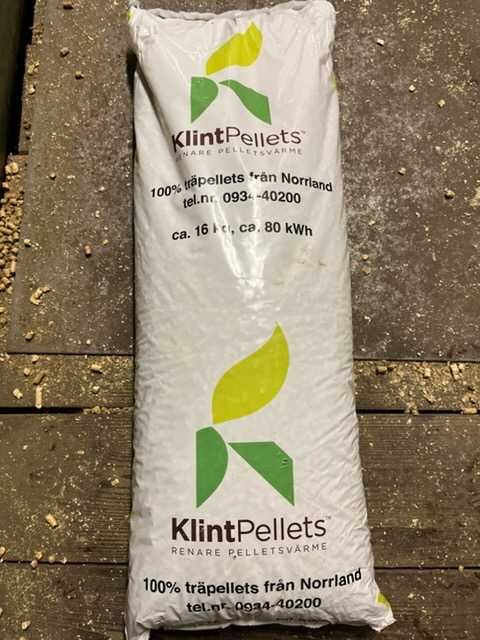 KlintPellets™
RENARE PELLETSVÄRME
100% träpellets från Norrland
tel.nr. 0934-40200
ca. 16 kg, ca. 80 kWh
KlintPellets™
RENARE PELLETSVÄRME
100% träpellets från Norrland
tel.nr. 0934-40200